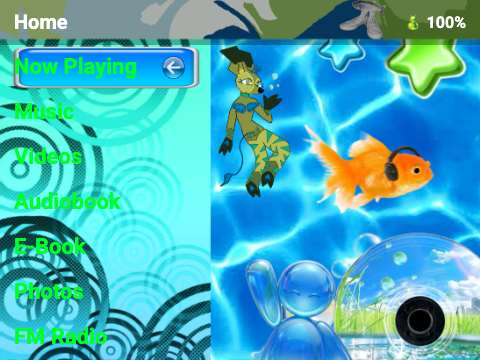 Home
100%
Now Playing
Music
Videos
Audiobook
E-Book
Photos
FM Radio